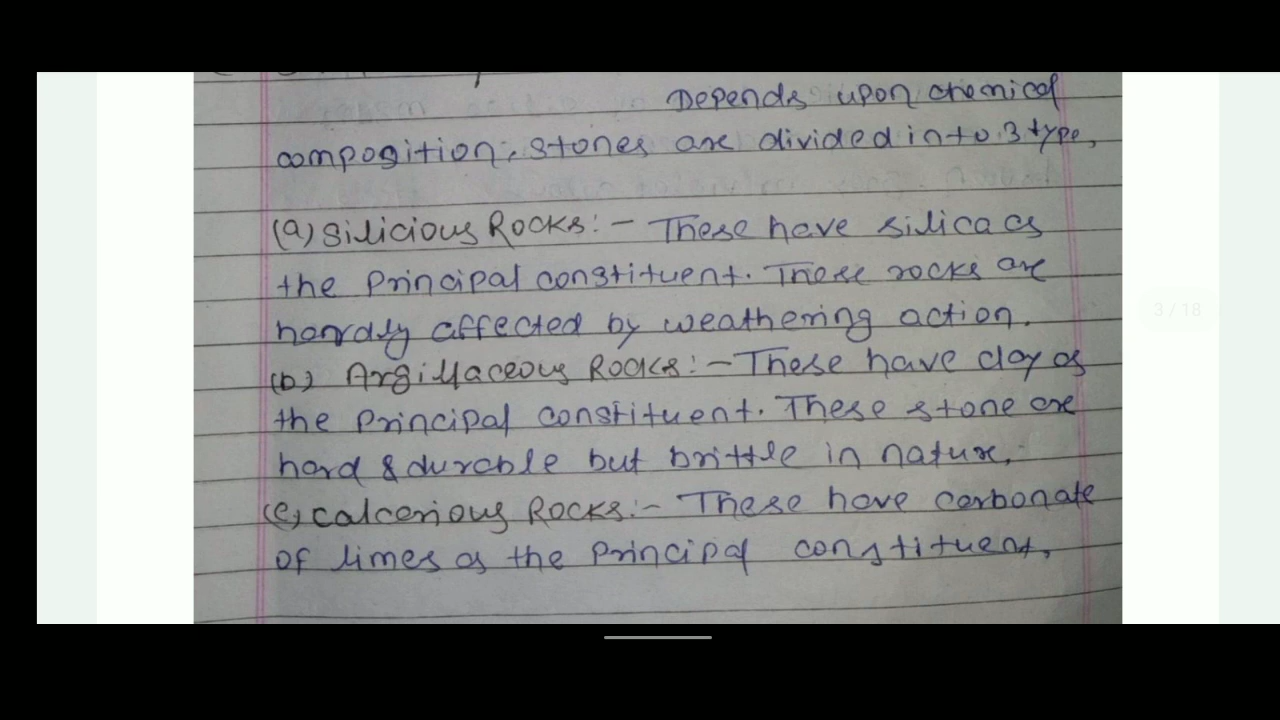 Depends upon chemical
composition, stones are divided into 3 type,
(a) Silicious Rocks:- These have silica as
the Principal constituent. These rocks are
hardly affected by weathering action.
(b) Argillaceous Rocks:- These have clay as
the Principal constituent. These stone are
hard & durable but brittle in nature.
(c) Calcerious Rocks:- These have carbonate
of limes as the Principal constituent,
3/18